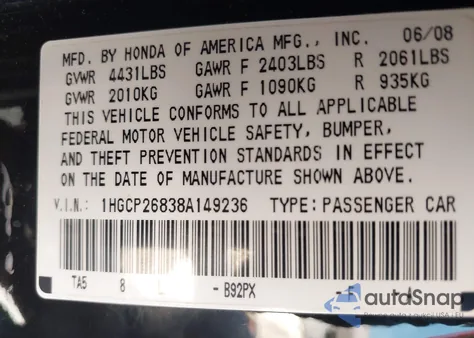 MFD. BY HONDA OF AMERICA MFG., INC. 06/08
GVWR 4431LBS GAWR F 2403LBS R 2061LBS
GVWR 2010KG GAWR F 1090KG R 935KG
THIS VEHICLE CONFORMS TO ALL APPLICABLE
FEDERAL MOTOR VEHICLE SAFETY, BUMPER,
AND THEFT PREVENTION STANDARDS IN EFFECT
ON THE DATE OF MANUFACTURE SHOWN ABOVE.
V.I.N.: 1HGCP26838A149236 TYPE: PASSENGER CAR
TA5 8 -B92PX
autoSnap